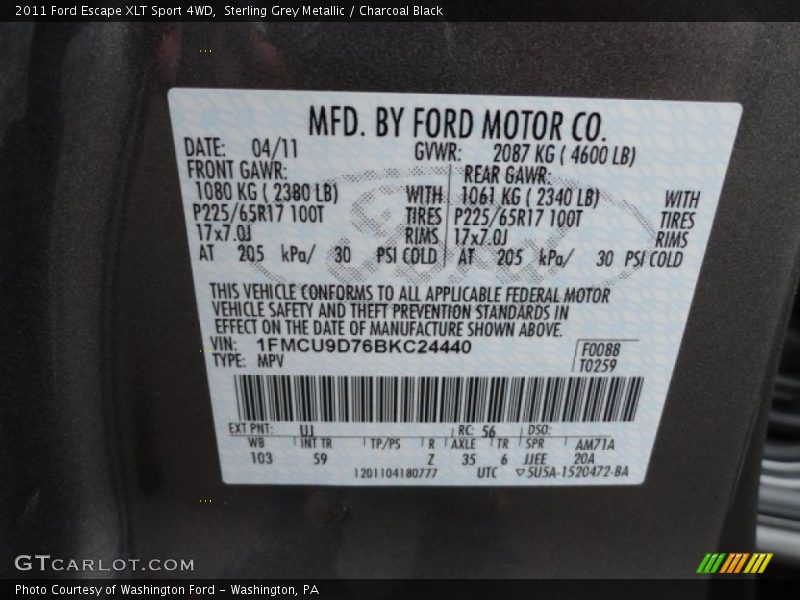 2011 Ford Escape XLT Sport 4WD, Sterling Grey Metallic / Charcoal Black
MFD. BY FORD MOTOR CO.
DATE: 04/11 GVWR: 2087 KG ( 4600 LB)
FRONT GAWR: REAR GAWR:
1080 KG ( 2380 LB) WITH 1061 KG ( 2340 LB) WITH
P225/65R17 100T TIRES P225/65R17 100T TIRES
17x7.0J RIMS 17x7.0J RIMS
AT 205 kPa/ 30 PSI COLD AT 205 kPa/ 30 PSI COLD
THIS VEHICLE CONFORMS TO ALL APPLICABLE FEDERAL MOTOR
VEHICLE SAFETY AND THEFT PREVENTION STANDARDS IN
EFFECT ON THE DATE OF MANUFACTURE SHOWN ABOVE.
VIN: 1FMCU9D76BKC24440 F0088
TYPE: MPV T0259
EXT PNT: UJ RC: 56 DSO:
WB INT TR TP/PS R AXLE TR SPR AM71A
103 59 Z 35 6 JJEE 20A
1201104180777 UTC ▽5USA-1520472-BA
GTCARLOT.COM
Photo Courtesy of Washington Ford - Washington, PA